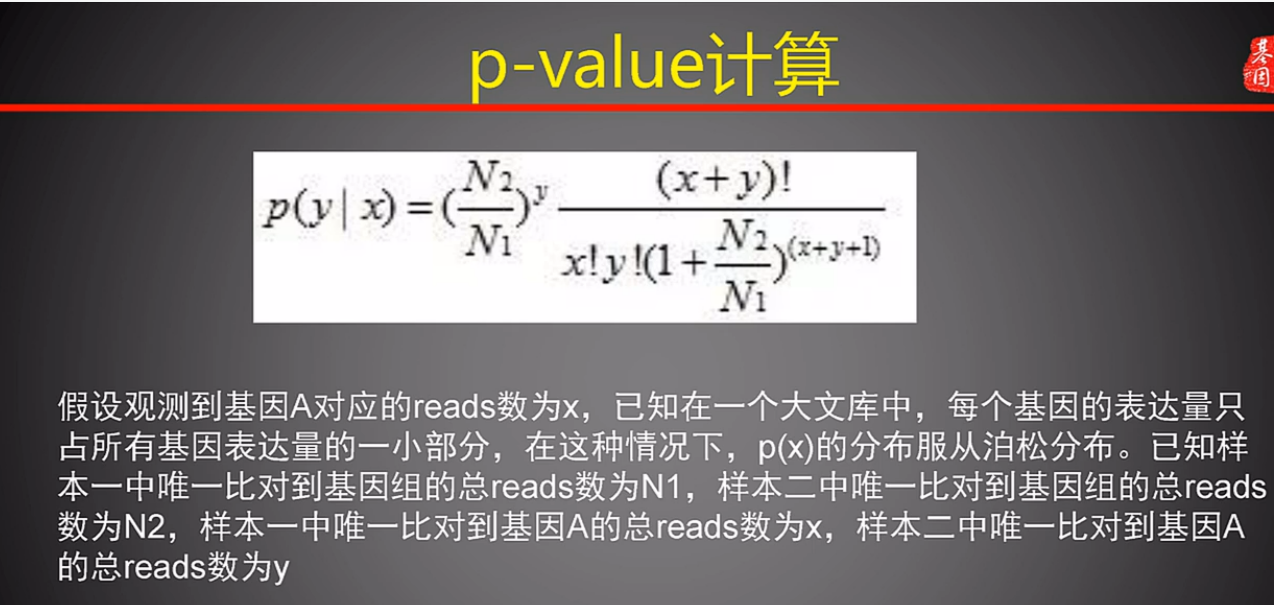 p-value计算
基因
p(y | x) = (N2/N1)^y (x+y)! / x! y!(1+N2/N1)^(x+y+1)
假设观测到基因A对应的reads数为x，已知在一个大文库中，每个基因的表达量只
占所有基因表达量的一小部分，在这种情况下，p(x)的分布服从泊松分布。已知样
本一中唯一比对到基因组的总reads数为N1，样本二中唯一比对到基因组的总reads
数为N2，样本一中唯一比对到基因A的总reads数为x，样本二中唯一比对到基因A
的总reads数为y